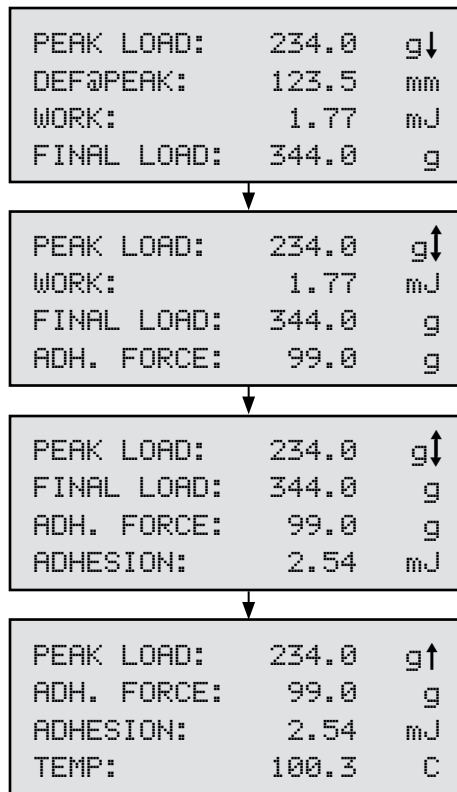 PEAK LOAD: 234.0 g↓
DEF@PEAK: 123.5 mm
WORK: 1.77 mJ
FINAL LOAD: 344.0 g
PEAK LOAD: 234.0 g↕
WORK: 1.77 mJ
FINAL LOAD: 344.0 g
ADH. FORCE: 99.0 g
PEAK LOAD: 234.0 g↕
FINAL LOAD: 344.0 g
ADH. FORCE: 99.0 g
ADHESION: 2.54 mJ
PEAK LOAD: 234.0 g↑
ADH. FORCE: 99.0 g
ADHESION: 2.54 mJ
TEMP: 100.3 C